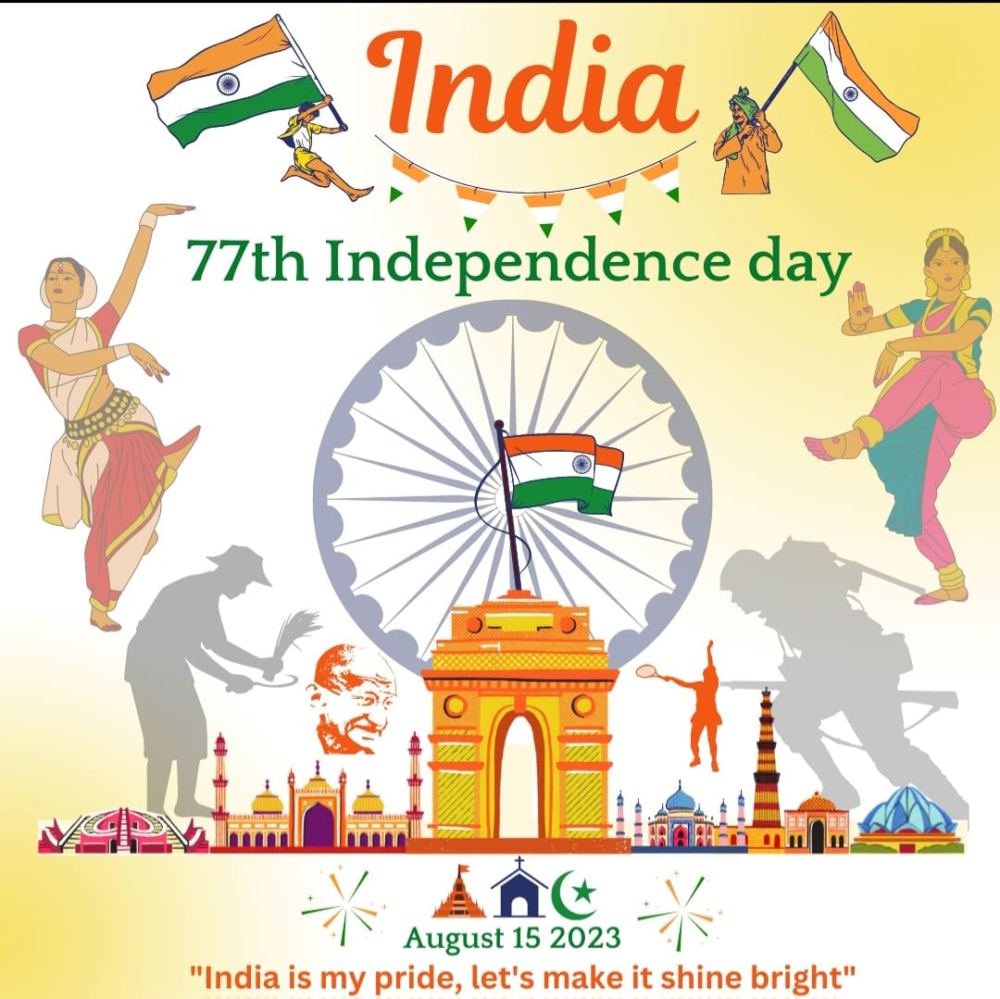 India
77th Independence day
August 15 2023
"India is my pride, let's make it shine bright"